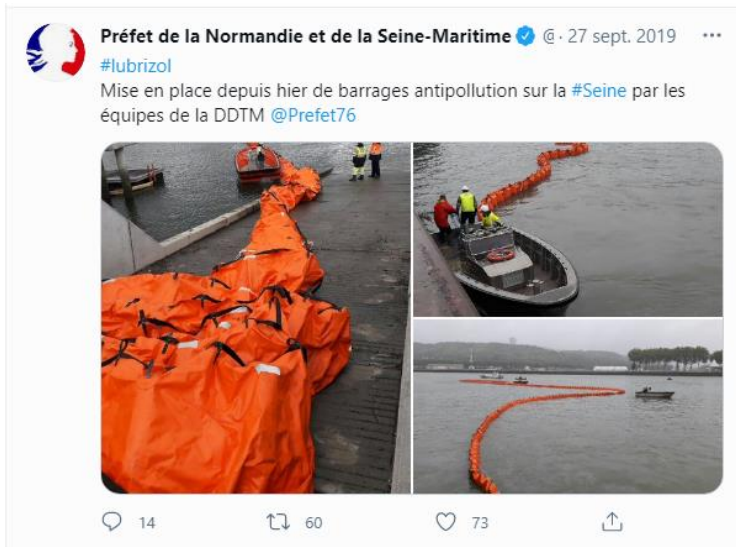 Préfet de la Normandie et de la Seine-Maritime @ · 27 sept. 2019 ···
#lubrizol
Mise en place depuis hier de barrages antipollution sur la #Seine par les
équipes de la DDTM @Prefet76
14 60 73